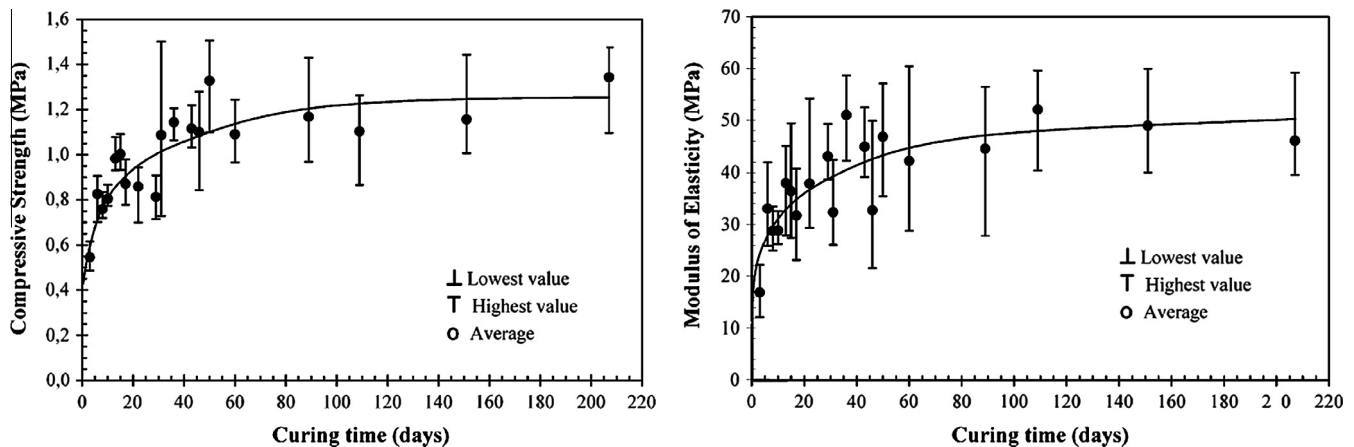 Compressive Strength (MPa)
1,6
1,4
1,2
1,0
0,8
0,6
0,4
0,2
0,0
Lowest value
Highest value
Average
0 20 40 60 80 100 120 140 160 180 200 220
Curing time (days)
Modulus of Elasticity (MPa)
70
60
50
40
30
20
10
0
Lowest value
Highest value
Average
0 20 40 60 80 100 120 140 160 180 2 0 220
Curing time (days)